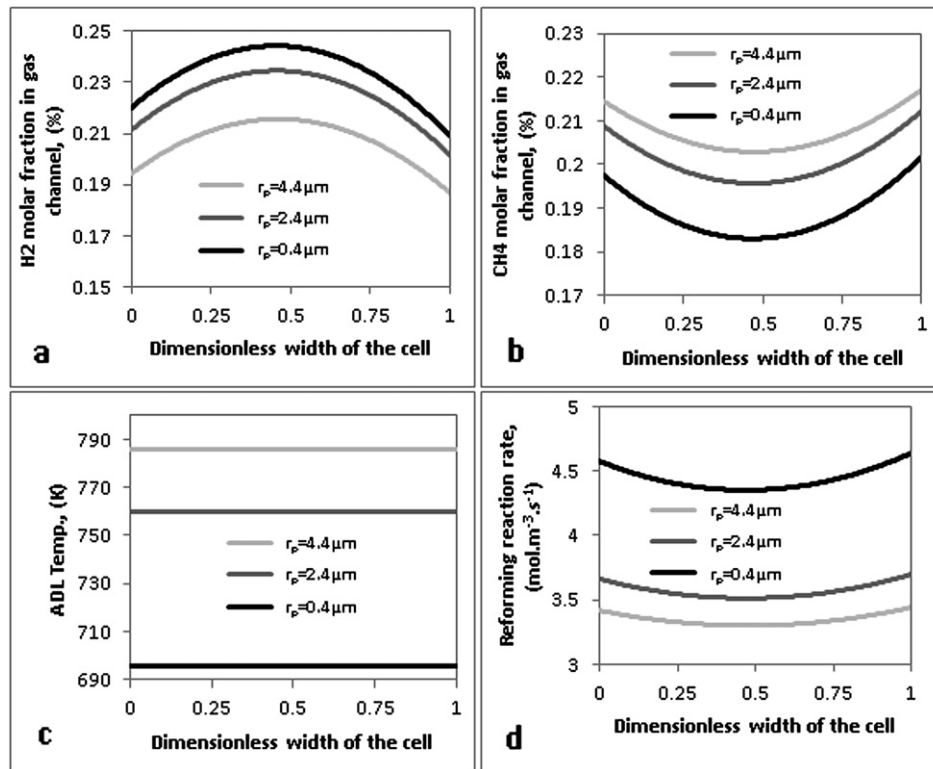 H2 molar fraction in gas
channel, (%)
0.25
0.23
0.21
0.19
0.17
0.15
rₚ=4.4µm
rₚ=2.4µm
rₚ=0.4µm
0 0.25 0.5 0.75 1
Dimensionless width of the cell
a
CH4 molar fraction in gas
channel, (%)
0.23
0.22
0.21
0.2
0.19
0.18
0.17
rₚ=4.4µm
rₚ=2.4µm
rₚ=0.4µm
0 0.25 0.5 0.75 1
Dimensionless width of the cell
b
ADL Temp., (K)
790
770
750
730
710
690
rₚ=4.4µm
rₚ=2.4µm
rₚ=0.4µm
0 0.25 0.5 0.75 1
Dimensionless width of the cell
c
Reforming reaction rate,
(mol.m⁻³.s⁻¹)
5
4.5
4
3.5
3
rₚ=4.4µm
rₚ=2.4µm
rₚ=0.4µm
0 0.25 0.5 0.75 1
Dimensionless width of the cell
d